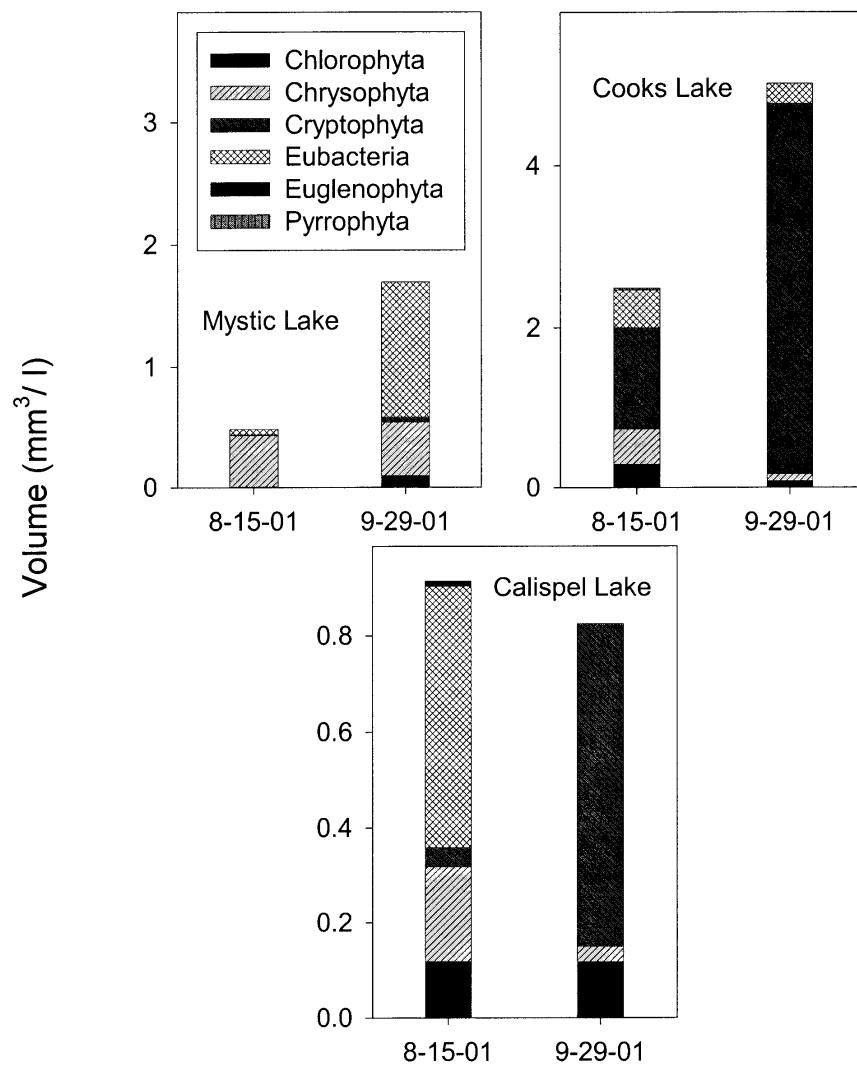 Volume (mm³/ l)
3
2
1
0
Chlorophyta
Chrysophyta
Cryptophyta
Eubacteria
Euglenophyta
Pyrrophyta
Mystic Lake
8-15-01 9-29-01
Cooks Lake
4
2
0
8-15-01 9-29-01
Calispel Lake
0.8
0.6
0.4
0.2
0.0
8-15-01 9-29-01